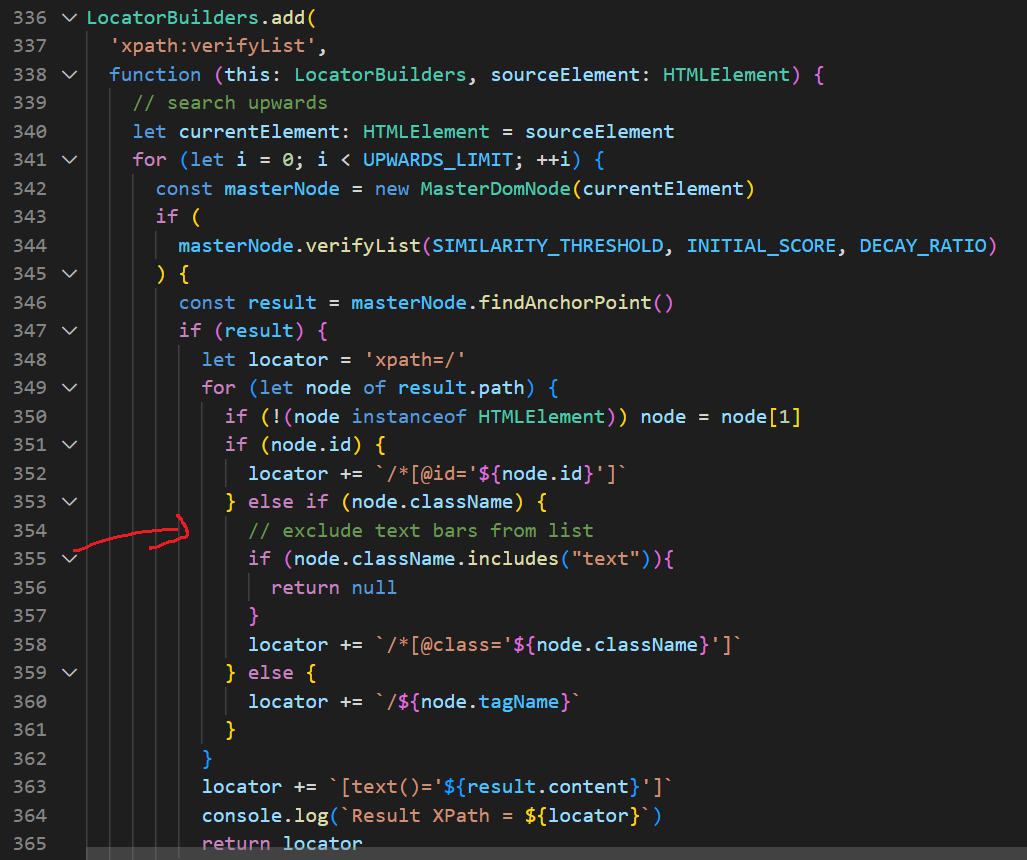 336 LocatorBuilders.add(
337 'xpath:verifyList',
338 function (this: LocatorBuilders, sourceElement: HTMLElement) {
339 // search upwards
340 let currentElement: HTMLElement = sourceElement
341 for (let i = 0; i < UPWARDS_LIMIT; ++i) {
342 const masterNode = new MasterDomNode(currentElement)
343 if (
344 masterNode.verifyList(SIMILARITY_THRESHOLD, INITIAL_SCORE, DECAY_RATIO)
345 ) {
346 const result = masterNode.findAnchorPoint()
347 if (result) {
348 let locator = 'xpath=/'
349 for (let node of result.path) {
350 if (!(node instanceof HTMLElement)) node = node[1]
351 if (node.id) {
352 locator += `/*[@id='${node.id}']`
353 } else if (node.className) {
354 // exclude text bars from list
355 if (node.className.includes("text")){
356 return null
357 }
358 locator += `/*[@class='${node.className}']`
359 } else {
360 locator += `/${node.tagName}`
361 }
362 }
363 locator += `[text()='${result.content}']`
364 console.log(`Result XPath = ${locator}`)
365 return locator